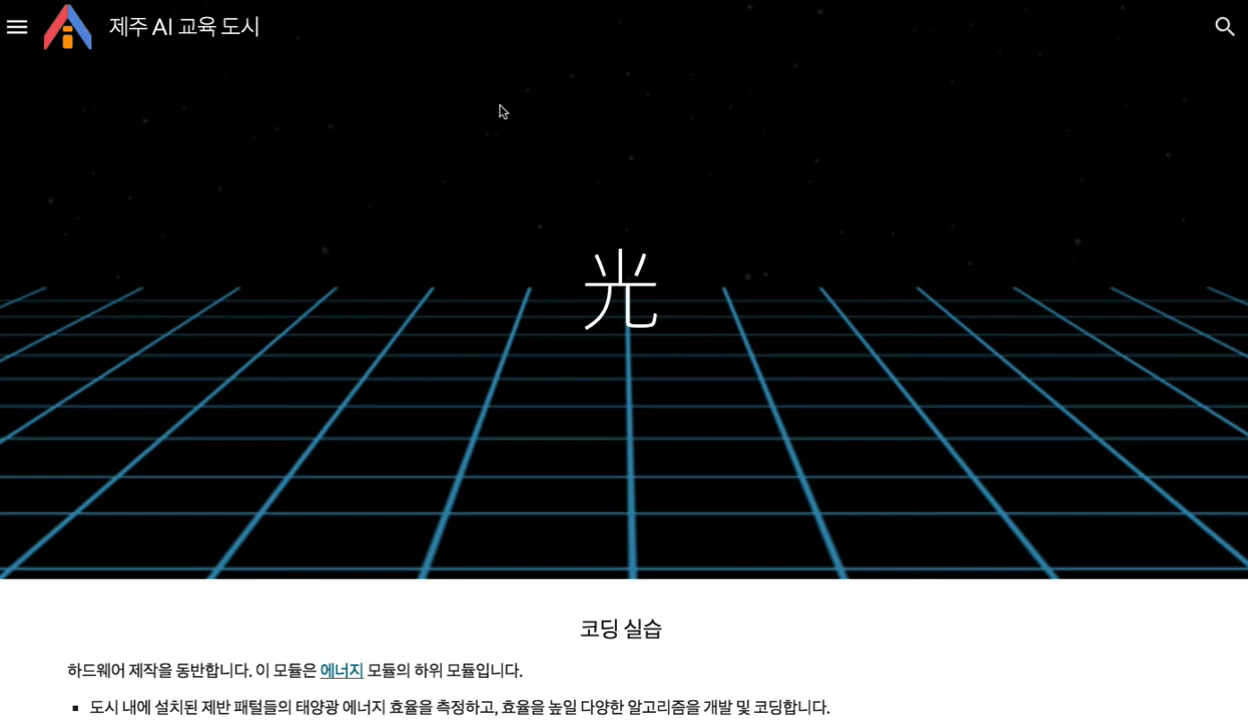 제주 AI 교육 도시
光
코딩 실습
하드웨어 제작을 동반합니다. 이 모듈은 에너지 모듈의 하위 모듈입니다.
▪ 도시 내에 설치된 제반 패털들의 태양광 에너지 효율을 측정하고, 효율을 높일 다양한 알고리즘을 개발 및 코딩합니다.